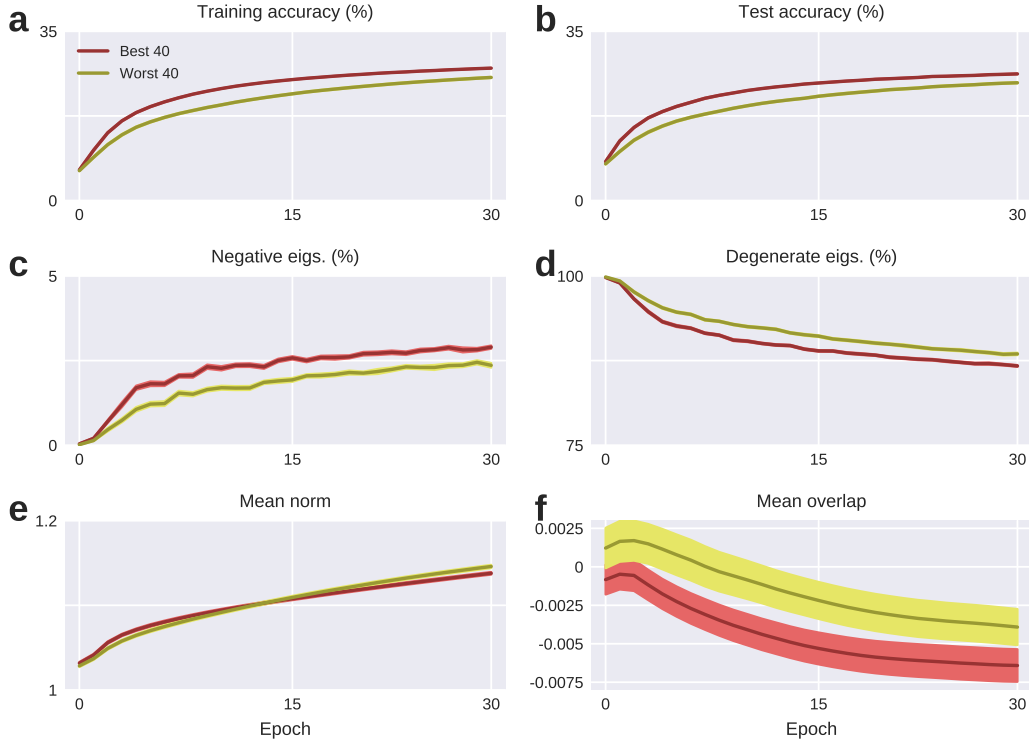 a
Training accuracy (%)
35
Best 40
Worst 40
0
0
15
30
b
Test accuracy (%)
35
0
0
15
30
c
Negative eigs. (%)
5
0
0
15
30
d
Degenerate eigs. (%)
100
75
0
15
30
e
Mean norm
1.2
1
0
15
30
Epoch
f
Mean overlap
0.0025
0
-0.0025
-0.005
-0.0075
0
15
30
Epoch